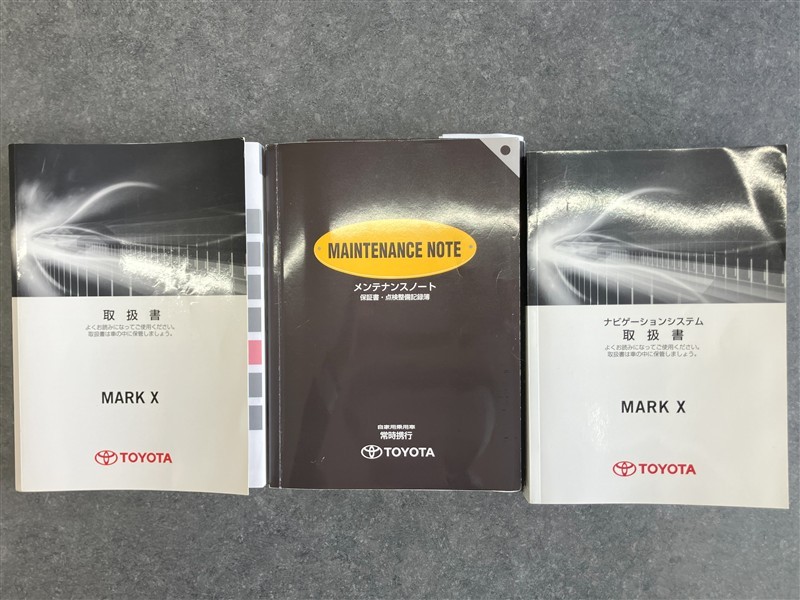 取扱書
よくお読みになってご使用ください。
取扱書は車の中に保管しましょう。
MARK X
TOYOTA
MAINTENANCE NOTE
メンテナンスノート
保証書・点検整備記録簿
自家用乗用車
常時携行
TOYOTA
ナビゲーションシステム
取扱書
よくお読みになってご使用ください。
取扱書は車の中に保管しましょう。
MARK X
TOYOTA